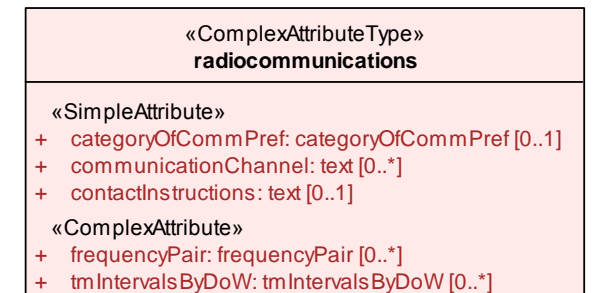 «ComplexAttributeType»
radiocommunications
«SimpleAttribute»
+ categoryOfCommPref: categoryOfCommPref [0..1]
+ communicationChannel: text [0..*]
+ contactInstructions: text [0..1]
«ComplexAttribute»
+ frequencyPair: frequencyPair [0..*]
+ tmIntervalsByDoW: tmIntervalsByDoW [0..*]